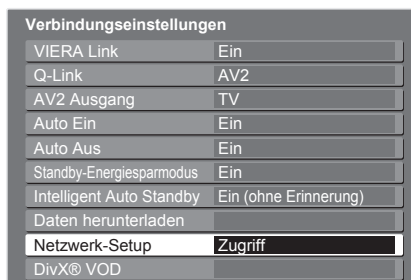 Verbindungseinstellungen
VIERA Link Ein
Q-Link AV2
AV2 Ausgang TV
Auto Ein Ein
Auto Aus Ein
Standby-Energiesparmodus Ein
Intelligent Auto Standby Ein (ohne Erinnerung)
Daten herunterladen
Netzwerk-Setup Zugriff
DivX® VOD